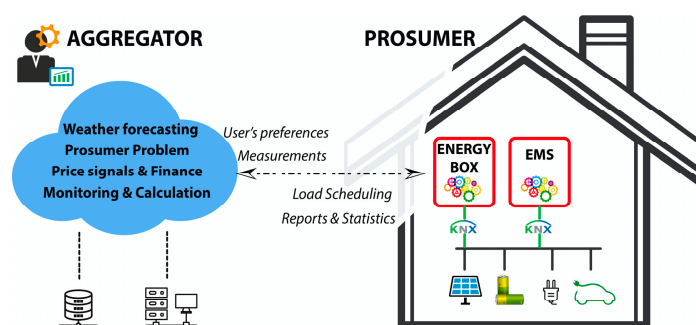 AGGREGATOR
PROSUMER
Weather forecasting
Prosumer Problem
Price signals & Finance
Monitoring & Calculation
User's preferences
Measurements
Load Scheduling
Reports & Statistics
ENERGY
BOX
EMS
KNX
KNX